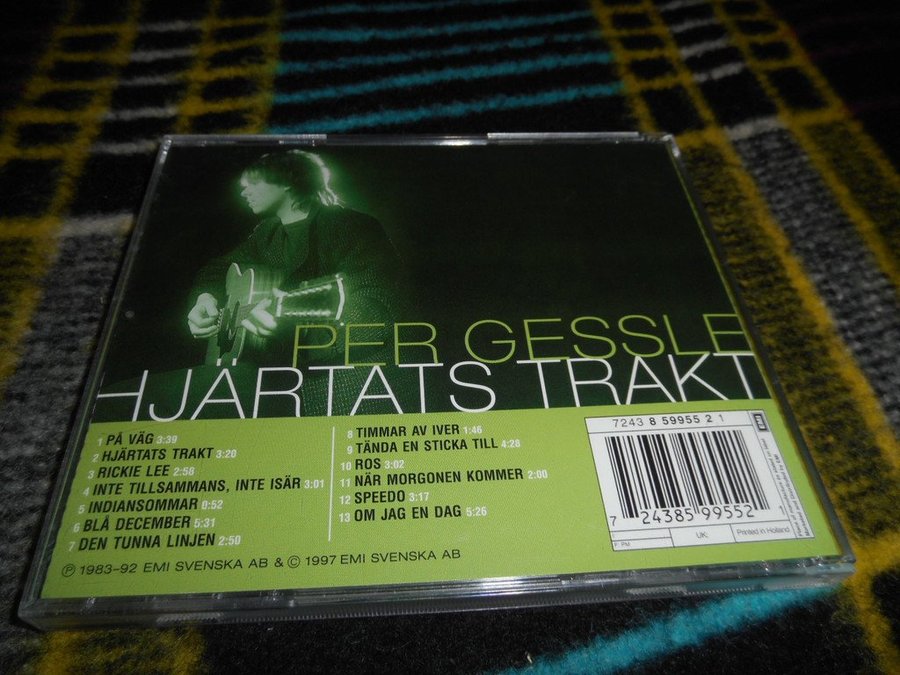 PER GESSLE
HJÄRTATS TRAKT
1 PÅ VÄG 3:39
2 HJÄRTATS TRAKT 3:20
3 RICKIE LEE 2:58
4 INTE TILLSAMMANS, INTE ISÄR 3:01
5 INDIANSOMMAR 0:52
6 BLÅ DECEMBER 5:31
7 DEN TUNNA LINJEN 2:50
8 TIMMAR AV IVER 1:46
9 TÄNDA EN STICKA TILL 4:28
10 ROS 3:02
11 NÄR MORGONEN KOMMER 2:00
12 SPEEDO 3:17
13 OM JAG EN DAG 5:26
℗ 1983–92 EMI SVENSKA AB & © 1997 EMI SVENSKA AB
7243 8 59955 2 1
EMI
7 24385 99552
F: PM
UK:
Printed in Holland